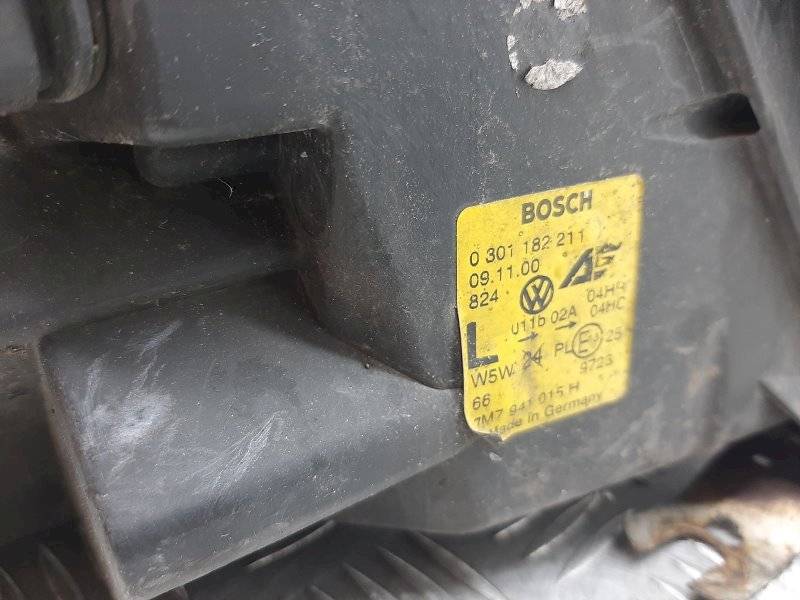 BOSCH
0 301 182 211
09.11.00
824
04HR
U11b 02A 04HC
L
W5W 24 PL E 25
66 9723
7M7 941 015 H
Made in Germany